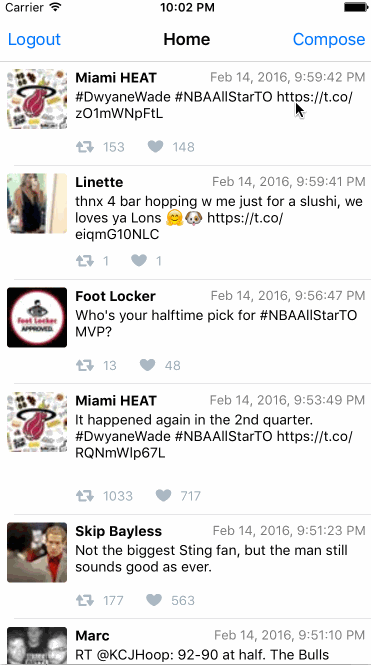 Carrier 10:02 PM
Logout Home Compose
Miami HEAT Feb 14, 2016, 9:59:42 PM
#DwyaneWade #NBAAllStarTO https://t.co/
zO1mWNpFtL
153 148
Linette Feb 14, 2016, 9:59:41 PM
thnx 4 bar hopping w me just for a slushi, we
loves ya Lons 🤗🐶 https://t.co/
eiqmG10NLC
1 1
Foot Locker Feb 14, 2016, 9:56:47 PM
Who's your halftime pick for #NBAAllStarTO
MVP?
13 48
Foot Locker
APPROVED.
Miami HEAT Feb 14, 2016, 9:53:49 PM
It happened again in the 2nd quarter.
#DwyaneWade #NBAAllStarTO https://t.co/
RQNmWlp67L
1033 717
Skip Bayless Feb 14, 2016, 9:51:23 PM
Not the biggest Sting fan, but the man still
sounds good as ever.
177 563
Marc Feb 14, 2016, 9:51:10 PM
RT @KCJHoop: 92-90 at half. The Bulls